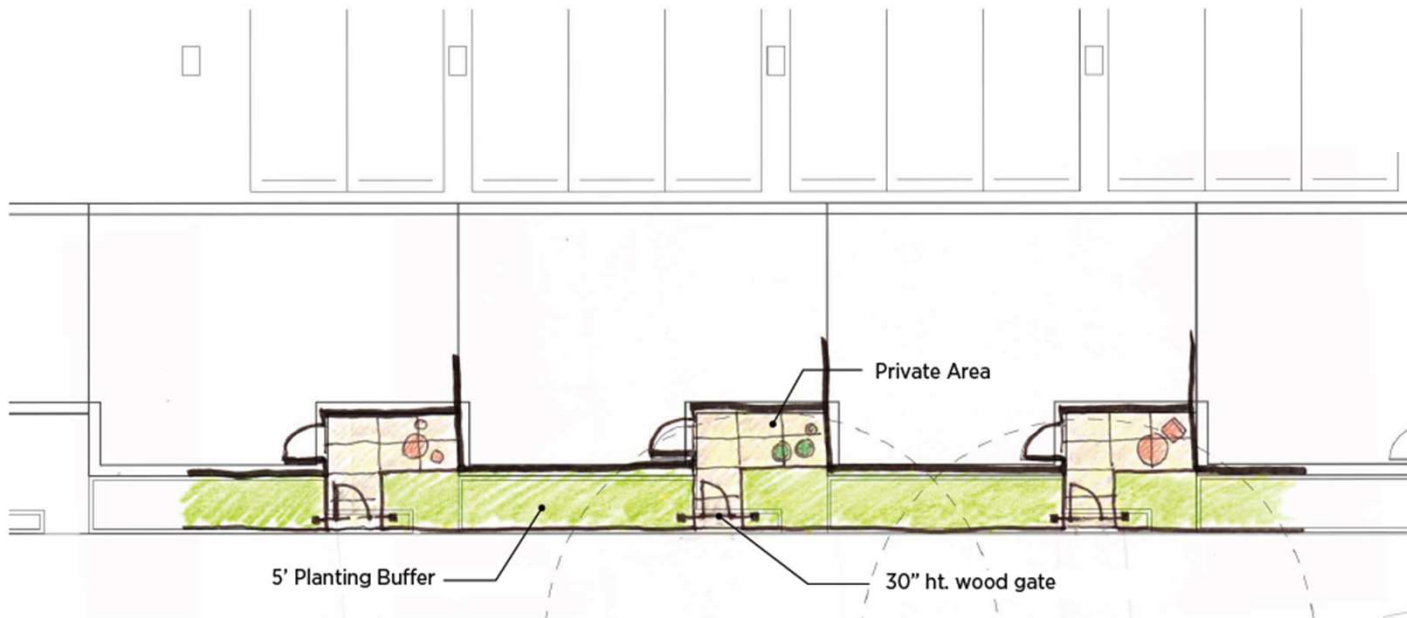 Private Area
5’ Planting Buffer
30” ht. wood gate